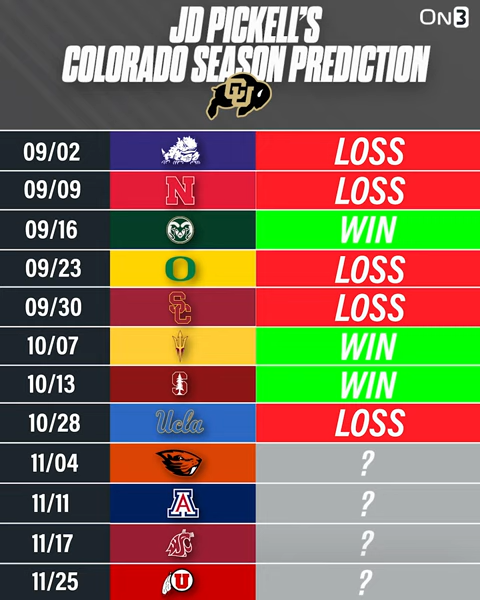 JD PICKELL'S
ON3
COLORADO SEASON PREDICTION
CU
09/02 LOSS
09/09 N LOSS
09/16 WIN
09/23 O LOSS
09/30 SC LOSS
10/07 WIN
10/13 S WIN
10/28 Ucla LOSS
11/04 ?
11/11 A ?
11/17 ?
11/25 U ?